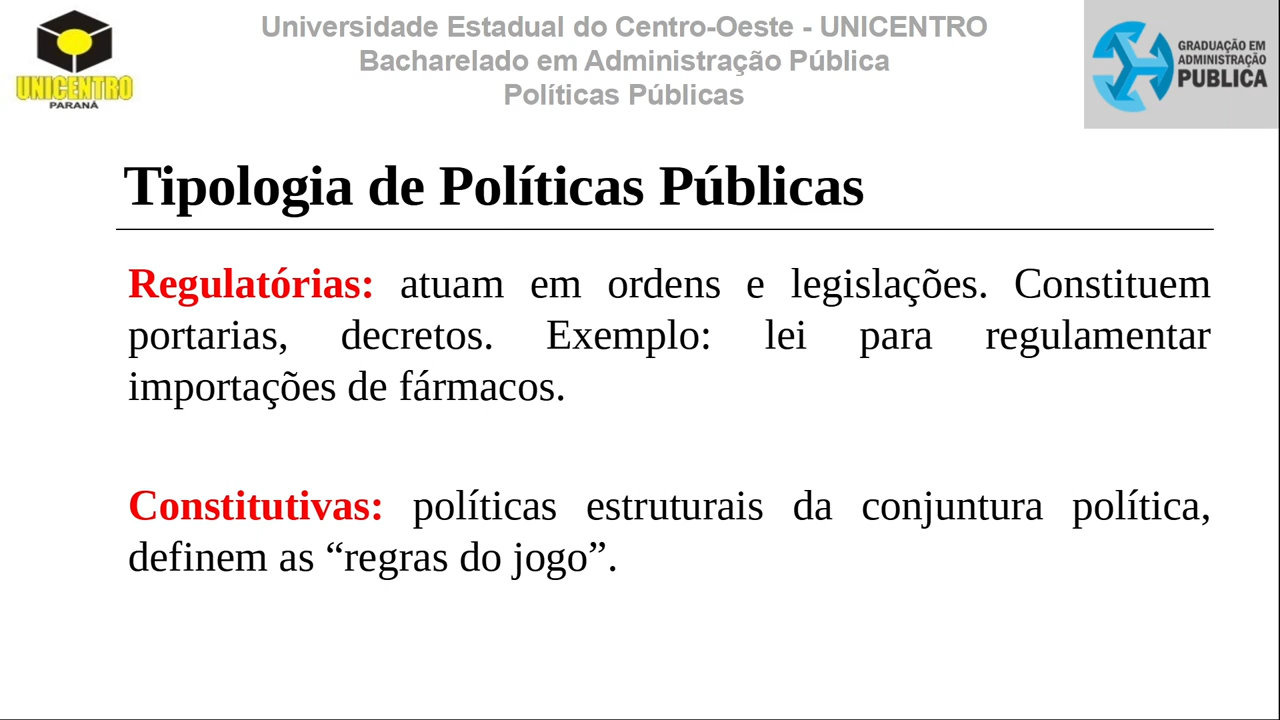 UNICENTRO
PARANÁ
Universidade Estadual do Centro-Oeste - UNICENTRO
Bacharelado em Administração Pública
Políticas Públicas
GRADUAÇÃO EM
ADMINISTRAÇÃO
PUBLICA
Tipologia de Políticas Públicas
Regulatórias: atuam em ordens e legislações. Constituem
portarias, decretos. Exemplo: lei para regulamentar
importações de fármacos.
Constitutivas: políticas estruturais da conjuntura política,
definem as “regras do jogo”.